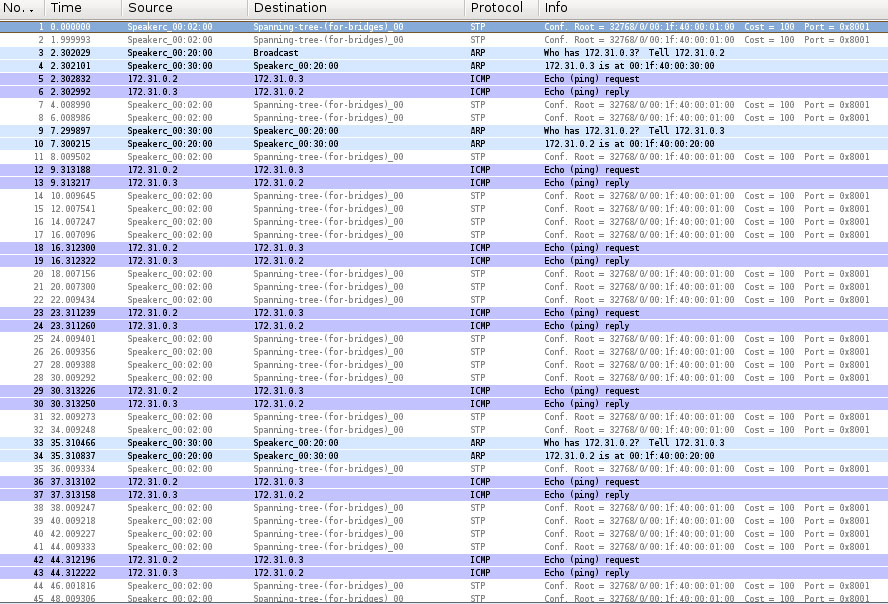 No. . Time Source Destination Protocol Info
1 0.000000 Speakerc_00:02:00 Spanning-tree-(for-bridges)_00 STP Conf. Root = 32768/0/00:1f:40:00:01:00 Cost = 100 Port = 0x8001
2 1.999993 Speakerc_00:02:00 Spanning-tree-(for-bridges)_00 STP Conf. Root = 32768/0/00:1f:40:00:01:00 Cost = 100 Port = 0x8001
3 2.302029 Speakerc_00:20:00 Broadcast ARP Who has 172.31.0.3? Tell 172.31.0.2
4 2.302101 Speakerc_00:30:00 Speakerc_00:20:00 ARP 172.31.0.3 is at 00:1f:40:00:30:00
5 2.302832 172.31.0.2 172.31.0.3 ICMP Echo (ping) request
6 2.302992 172.31.0.3 172.31.0.2 ICMP Echo (ping) reply
7 4.008990 Speakerc_00:02:00 Spanning-tree-(for-bridges)_00 STP Conf. Root = 32768/0/00:1f:40:00:01:00 Cost = 100 Port = 0x8001
8 6.008986 Speakerc_00:02:00 Spanning-tree-(for-bridges)_00 STP Conf. Root = 32768/0/00:1f:40:00:01:00 Cost = 100 Port = 0x8001
9 7.299897 Speakerc_00:30:00 Speakerc_00:20:00 ARP Who has 172.31.0.2? Tell 172.31.0.3
10 7.300215 Speakerc_00:20:00 Speakerc_00:30:00 ARP 172.31.0.2 is at 00:1f:40:00:20:00
11 8.009502 Speakerc_00:02:00 Spanning-tree-(for-bridges)_00 STP Conf. Root = 32768/0/00:1f:40:00:01:00 Cost = 100 Port = 0x8001
12 9.313188 172.31.0.2 172.31.0.3 ICMP Echo (ping) request
13 9.313217 172.31.0.3 172.31.0.2 ICMP Echo (ping) reply
14 10.009645 Speakerc_00:02:00 Spanning-tree-(for-bridges)_00 STP Conf. Root = 32768/0/00:1f:40:00:01:00 Cost = 100 Port = 0x8001
15 12.007541 Speakerc_00:02:00 Spanning-tree-(for-bridges)_00 STP Conf. Root = 32768/0/00:1f:40:00:01:00 Cost = 100 Port = 0x8001
16 14.007247 Speakerc_00:02:00 Spanning-tree-(for-bridges)_00 STP Conf. Root = 32768/0/00:1f:40:00:01:00 Cost = 100 Port = 0x8001
17 16.007096 Speakerc_00:02:00 Spanning-tree-(for-bridges)_00 STP Conf. Root = 32768/0/00:1f:40:00:01:00 Cost = 100 Port = 0x8001
18 16.312300 172.31.0.2 172.31.0.3 ICMP Echo (ping) request
19 16.312322 172.31.0.3 172.31.0.2 ICMP Echo (ping) reply
20 18.007156 Speakerc_00:02:00 Spanning-tree-(for-bridges)_00 STP Conf. Root = 32768/0/00:1f:40:00:01:00 Cost = 100 Port = 0x8001
21 20.007300 Speakerc_00:02:00 Spanning-tree-(for-bridges)_00 STP Conf. Root = 32768/0/00:1f:40:00:01:00 Cost = 100 Port = 0x8001
22 22.009434 Speakerc_00:02:00 Spanning-tree-(for-bridges)_00 STP Conf. Root = 32768/0/00:1f:40:00:01:00 Cost = 100 Port = 0x8001
23 23.311239 172.31.0.2 172.31.0.3 ICMP Echo (ping) request
24 23.311260 172.31.0.3 172.31.0.2 ICMP Echo (ping) reply
25 24.009401 Speakerc_00:02:00 Spanning-tree-(for-bridges)_00 STP Conf. Root = 32768/0/00:1f:40:00:01:00 Cost = 100 Port = 0x8001
26 26.009356 Speakerc_00:02:00 Spanning-tree-(for-bridges)_00 STP Conf. Root = 32768/0/00:1f:40:00:01:00 Cost = 100 Port = 0x8001
27 28.009388 Speakerc_00:02:00 Spanning-tree-(for-bridges)_00 STP Conf. Root = 32768/0/00:1f:40:00:01:00 Cost = 100 Port = 0x8001
28 30.009292 Speakerc_00:02:00 Spanning-tree-(for-bridges)_00 STP Conf. Root = 32768/0/00:1f:40:00:01:00 Cost = 100 Port = 0x8001
29 30.313226 172.31.0.2 172.31.0.3 ICMP Echo (ping) request
30 30.313250 172.31.0.3 172.31.0.2 ICMP Echo (ping) reply
31 32.009273 Speakerc_00:02:00 Spanning-tree-(for-bridges)_00 STP Conf. Root = 32768/0/00:1f:40:00:01:00 Cost = 100 Port = 0x8001
32 34.009248 Speakerc_00:02:00 Spanning-tree-(for-bridges)_00 STP Conf. Root = 32768/0/00:1f:40:00:01:00 Cost = 100 Port = 0x8001
33 35.310466 Speakerc_00:30:00 Speakerc_00:20:00 ARP Who has 172.31.0.2? Tell 172.31.0.3
34 35.310837 Speakerc_00:20:00 Speakerc_00:30:00 ARP 172.31.0.2 is at 00:1f:40:00:20:00
35 36.009334 Speakerc_00:02:00 Spanning-tree-(for-bridges)_00 STP Conf. Root = 32768/0/00:1f:40:00:01:00 Cost = 100 Port = 0x8001
36 37.313102 172.31.0.2 172.31.0.3 ICMP Echo (ping) request
37 37.313158 172.31.0.3 172.31.0.2 ICMP Echo (ping) reply
38 38.009247 Speakerc_00:02:00 Spanning-tree-(for-bridges)_00 STP Conf. Root = 32768/0/00:1f:40:00:01:00 Cost = 100 Port = 0x8001
39 40.009218 Speakerc_00:02:00 Spanning-tree-(for-bridges)_00 STP Conf. Root = 32768/0/00:1f:40:00:01:00 Cost = 100 Port = 0x8001
40 42.009227 Speakerc_00:02:00 Spanning-tree-(for-bridges)_00 STP Conf. Root = 32768/0/00:1f:40:00:01:00 Cost = 100 Port = 0x8001
41 44.009333 Speakerc_00:02:00 Spanning-tree-(for-bridges)_00 STP Conf. Root = 32768/0/00:1f:40:00:01:00 Cost = 100 Port = 0x8001
42 44.312196 172.31.0.2 172.31.0.3 ICMP Echo (ping) request
43 44.312222 172.31.0.3 172.31.0.2 ICMP Echo (ping) reply
44 46.001816 Speakerc_00:02:00 Spanning-tree-(for-bridges)_00 STP Conf. Root = 32768/0/00:1f:40:00:01:00 Cost = 100 Port = 0x8001
45 48.009306 Speakerc_00:02:00 Spanning-tree-(for-bridges)_00 STP Conf. Root = 32768/0/00:1f:40:00:01:00 Cost = 100 Port = 0x8001